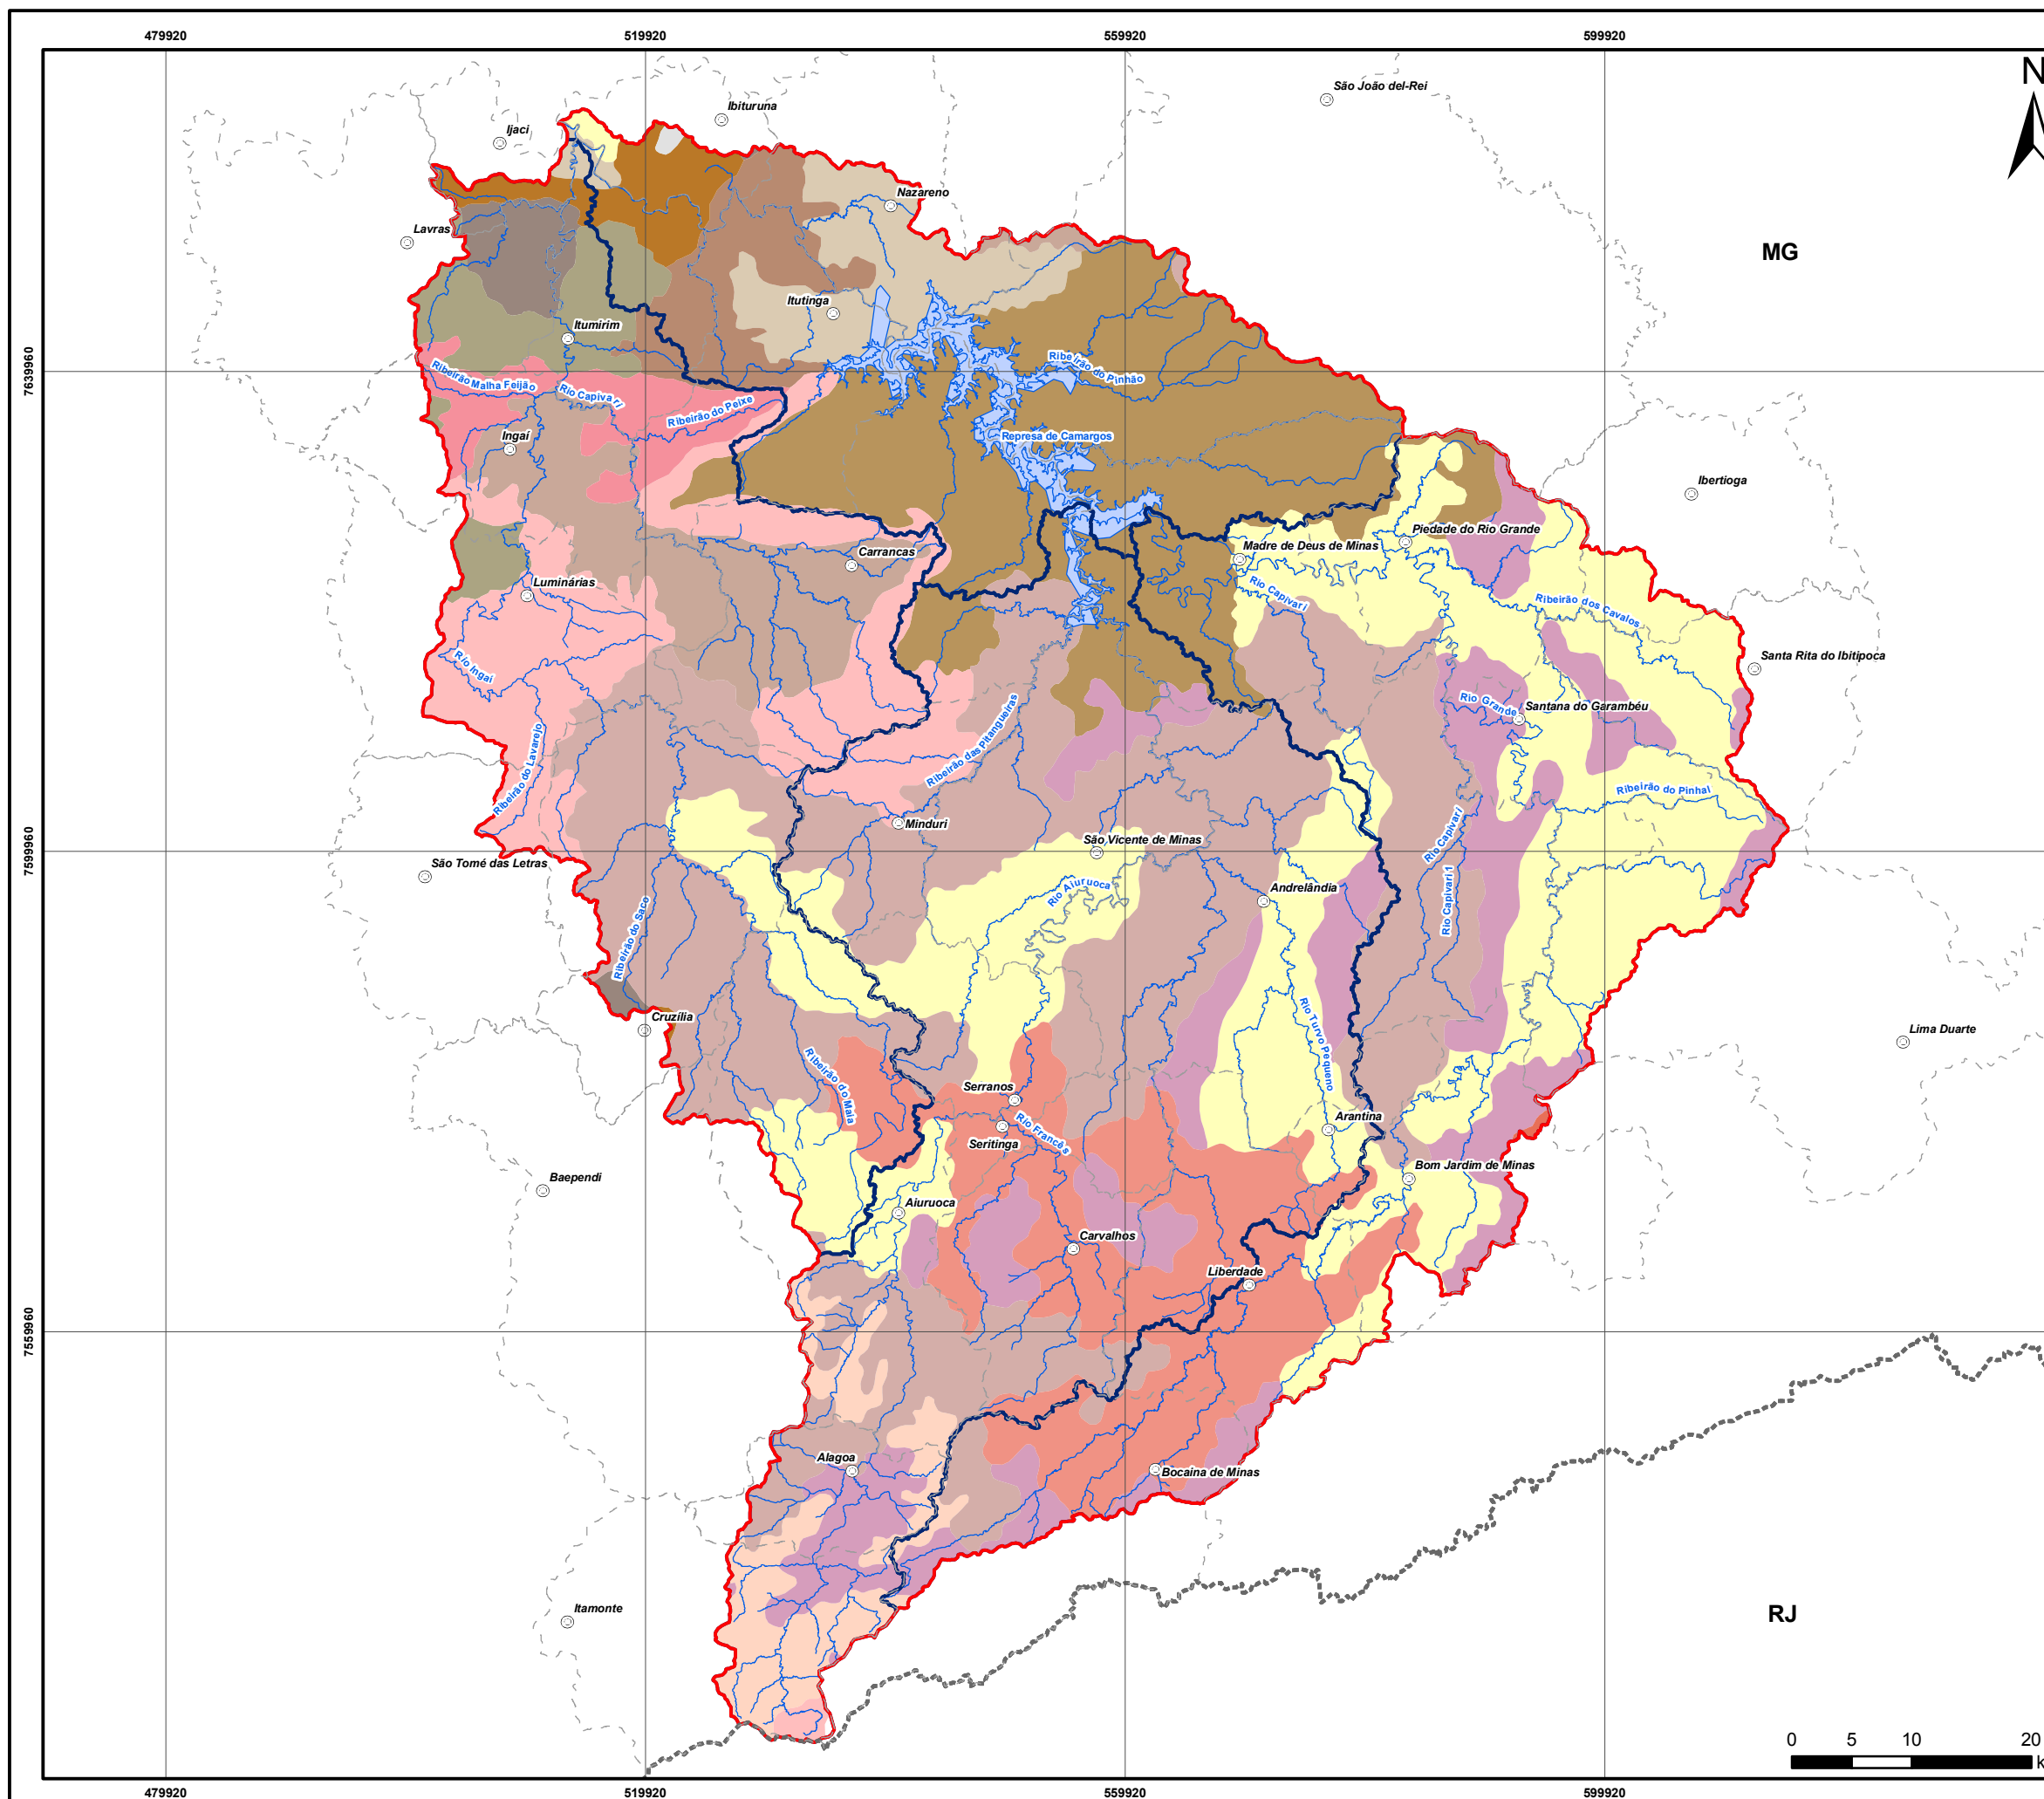 479920
519920
559920
599920
N
São João del-Rei
Ibituruna
Ijaci
Nazareno
Lavras
MG
Itutinga
Itumirim
7639960
Ribeirão do Pinhão
Ribeirão Malha Feijão
Rio Capivari
Ribeirão do Peixe
Ingaí
Represa de Camargos
Ibertioga
Piedade do Rio Grande
Carrancas
Madre de Deus de Minas
Luminárias
Rio Capivari
Ribeirão dos Cavalos
Rio Ingaí
Santa Rita do Ibitipoca
Rio Grande
Santana do Garambéu
Ribeirão do Lavarejo
Ribeirão das Pitangueiras
Ribeirão do Pinhal
Minduri
São Vicente de Minas
Rio Capivari
7599960
São Tomé das Letras
Rio Aiuruoca
Andrelândia
Rio Capivari 1
Ribeirão do Saco
Cruzília
Lima Duarte
Rio Turvo Pequeno
Ribeirão do Maia
Serranos
Rio Francês
Seritinga
Arantina
Baependi
Bom Jardim de Minas
Aiuruoca
Carvalhos
Liberdade
7559960
Alagoa
Bocaina de Minas
Itamonte
RJ
0 5 10 20
479920
519920
559920
599920